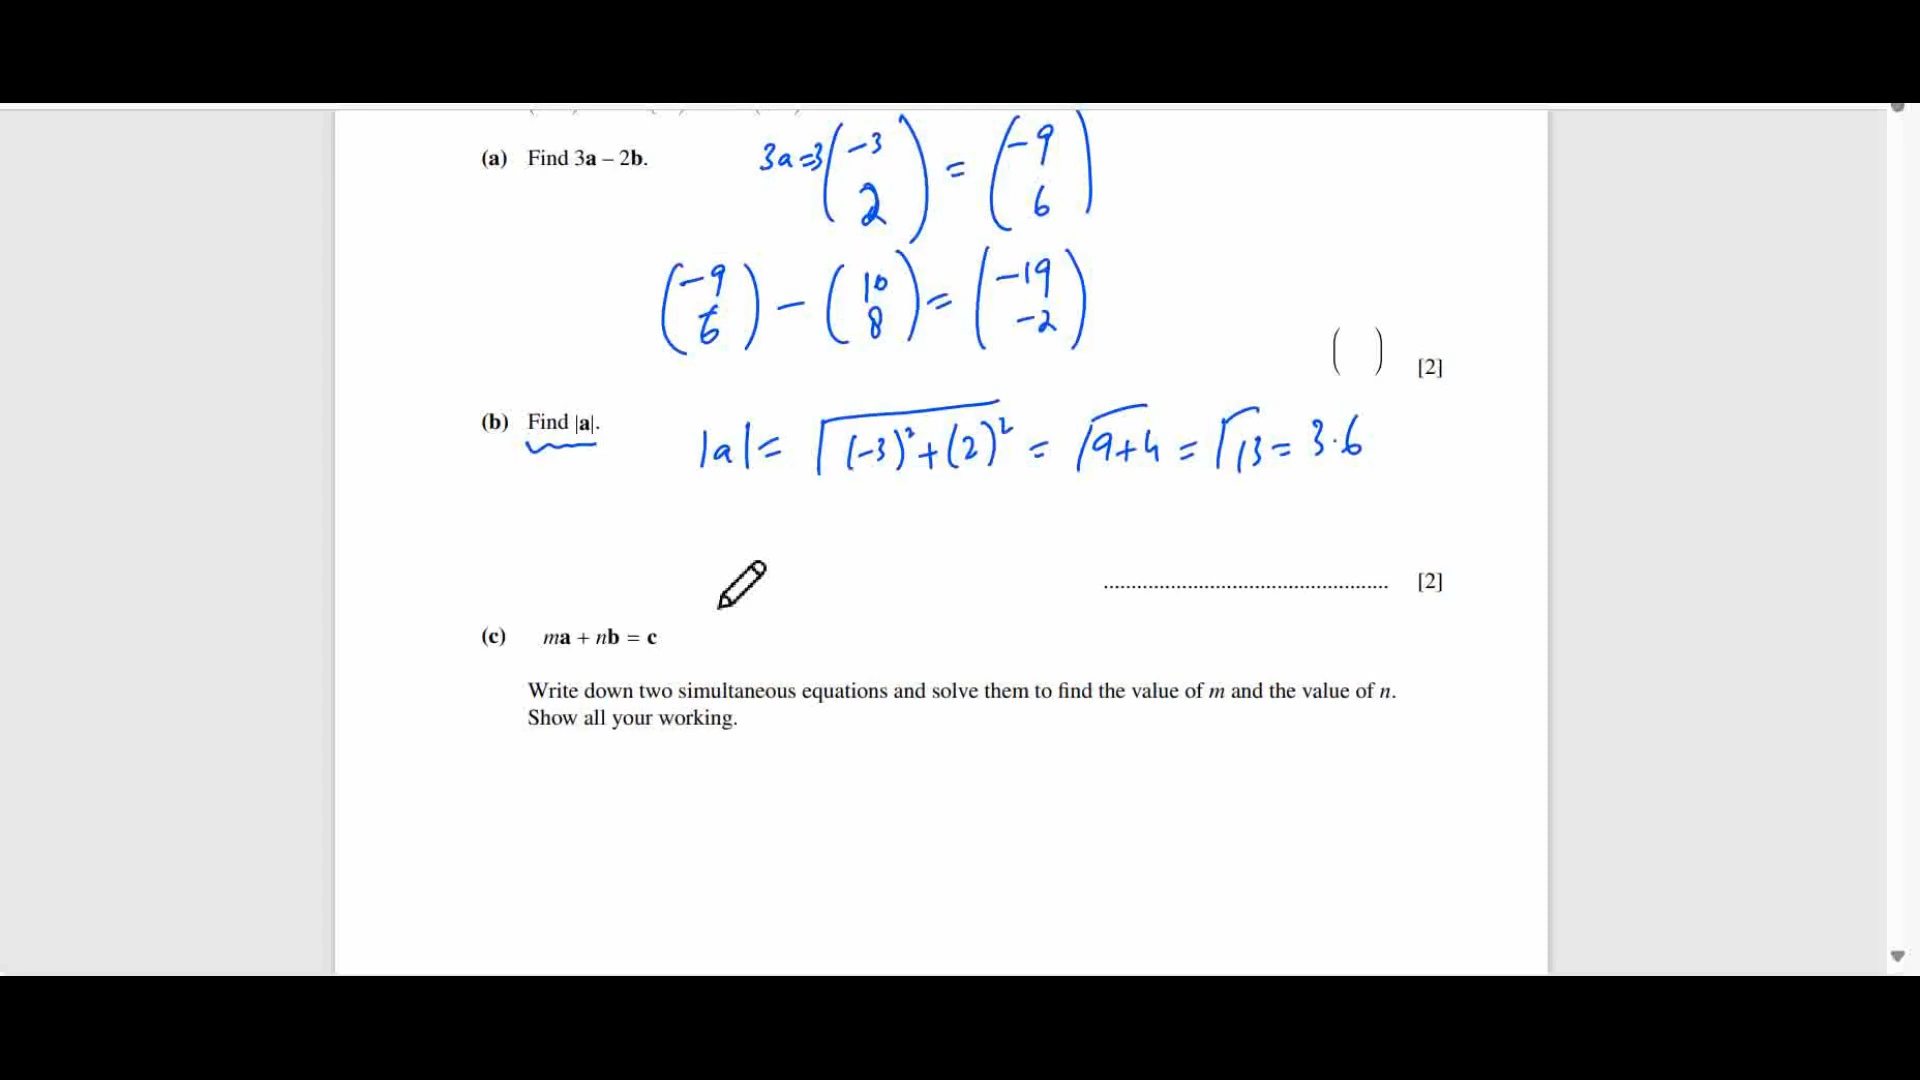 (a) Find 3a – 2b.
3a = 3 ( -3 2 ) = ( -9 6 )
( -9 6 ) - ( 10 8 ) = ( -19 -2 )
( ) [2]
(b) Find |a|.
|a| = √(-3)² + (2)² = √9+4 = √13 = 3.6
[2]
(c) ma + nb = c
Write down two simultaneous equations and solve them to find the value of m and the value of n.
Show all your working.